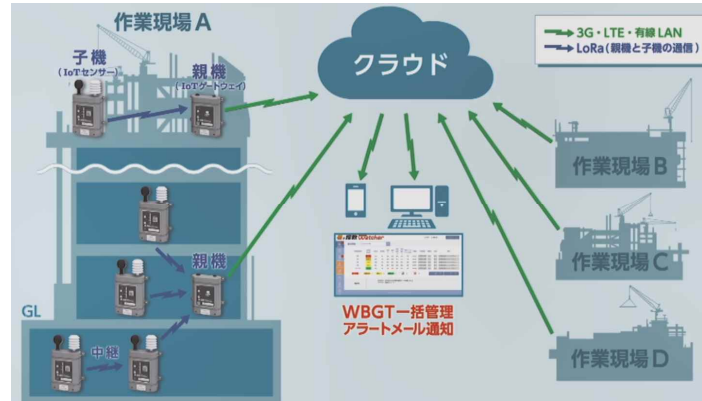 作業現場A
3G・LTE・有線LAN
LoRa(親機と子機の通信)
子機
(IoTセンサー)
親機
(IoTゲートウェイ)
クラウド
作業現場B
親機
作業現場C
WBGT一括管理
アラートメール通知
GL
中継
作業現場D